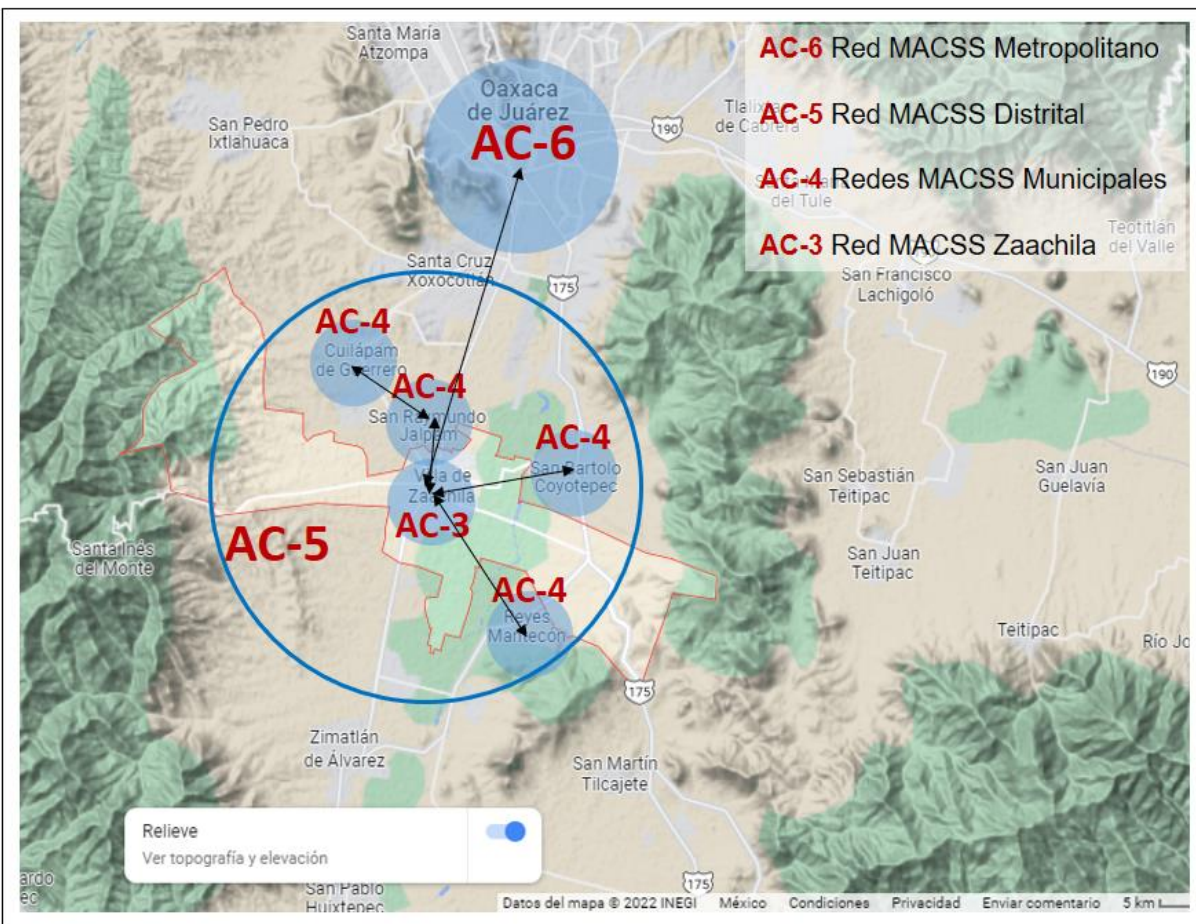 Santa María
Atzompa
AC-6 Red MACSS Metropolitano
Oaxaca
de Juárez
AC-6
190
Tlalixtac
de Cabrera
AC-5 Red MACSS Distrital
San Pedro
Ixtlahuaca
AC-4 Redes MACSS Municipales
del Tule
Teotitlán
del Valle
AC-3 Red MACSS Zaachila
Santa Cruz
Xoxocotlán
175
San Francisco
Lachigoló
AC-4
Cuilápam
de Guerrero
190
AC-4
San Raymundo
Jalpam
AC-4
San Bartolo
Coyotepec
Villa de
Zaachila
AC-3
San Sebastián
Teitipac
San Juan
Guelavía
AC-5
Santa Inés
del Monte
San Juan
Teitipac
AC-4
Reyes
Mantecón
Teitipac
Río Jo
175
Zimatlán
de Álvarez
San Martín
Tilcajete
Relieve
Ver topografía y elevación
ardo
ec
San Pablo
Huixtepec
175
Datos del mapa © 2022 INEGI México Condiciones Privacidad Enviar comentario 5 km